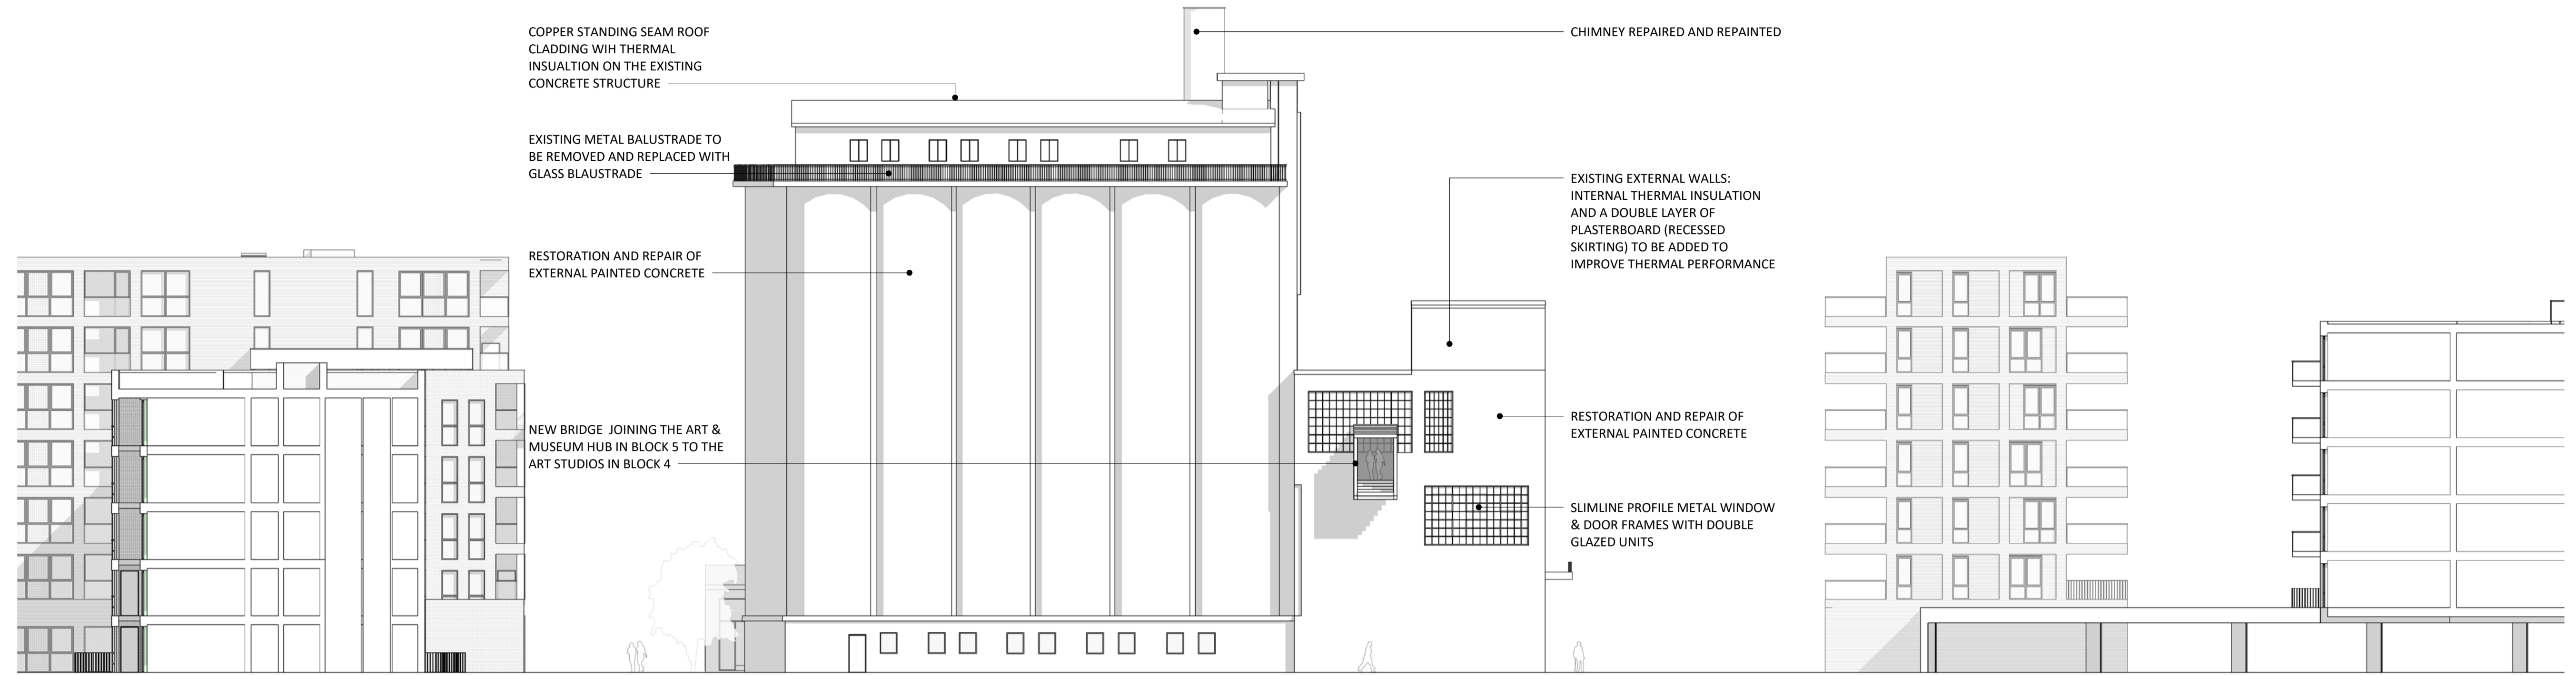 COPPER STANDING SEAM ROOF
CLADDING WIH THERMAL
INSUALTION ON THE EXISTING
CONCRETE STRUCTURE
EXISTING METAL BALUSTRADE TO
BE REMOVED AND REPLACED WITH
GLASS BLAUSTRADE
RESTORATION AND REPAIR OF
EXTERNAL PAINTED CONCRETE
NEW BRIDGE JOINING THE ART &
MUSEUM HUB IN BLOCK 5 TO THE
ART STUDIOS IN BLOCK 4
CHIMNEY REPAIRED AND REPAINTED
EXISTING EXTERNAL WALLS:
INTERNAL THERMAL INSULATION
AND A DOUBLE LAYER OF
PLASTERBOARD (RECESSED
SKIRTING) TO BE ADDED TO
IMPROVE THERMAL PERFORMANCE
RESTORATION AND REPAIR OF
EXTERNAL PAINTED CONCRETE
SLIMLINE PROFILE METAL WINDOW
& DOOR FRAMES WITH DOUBLE
GLAZED UNITS